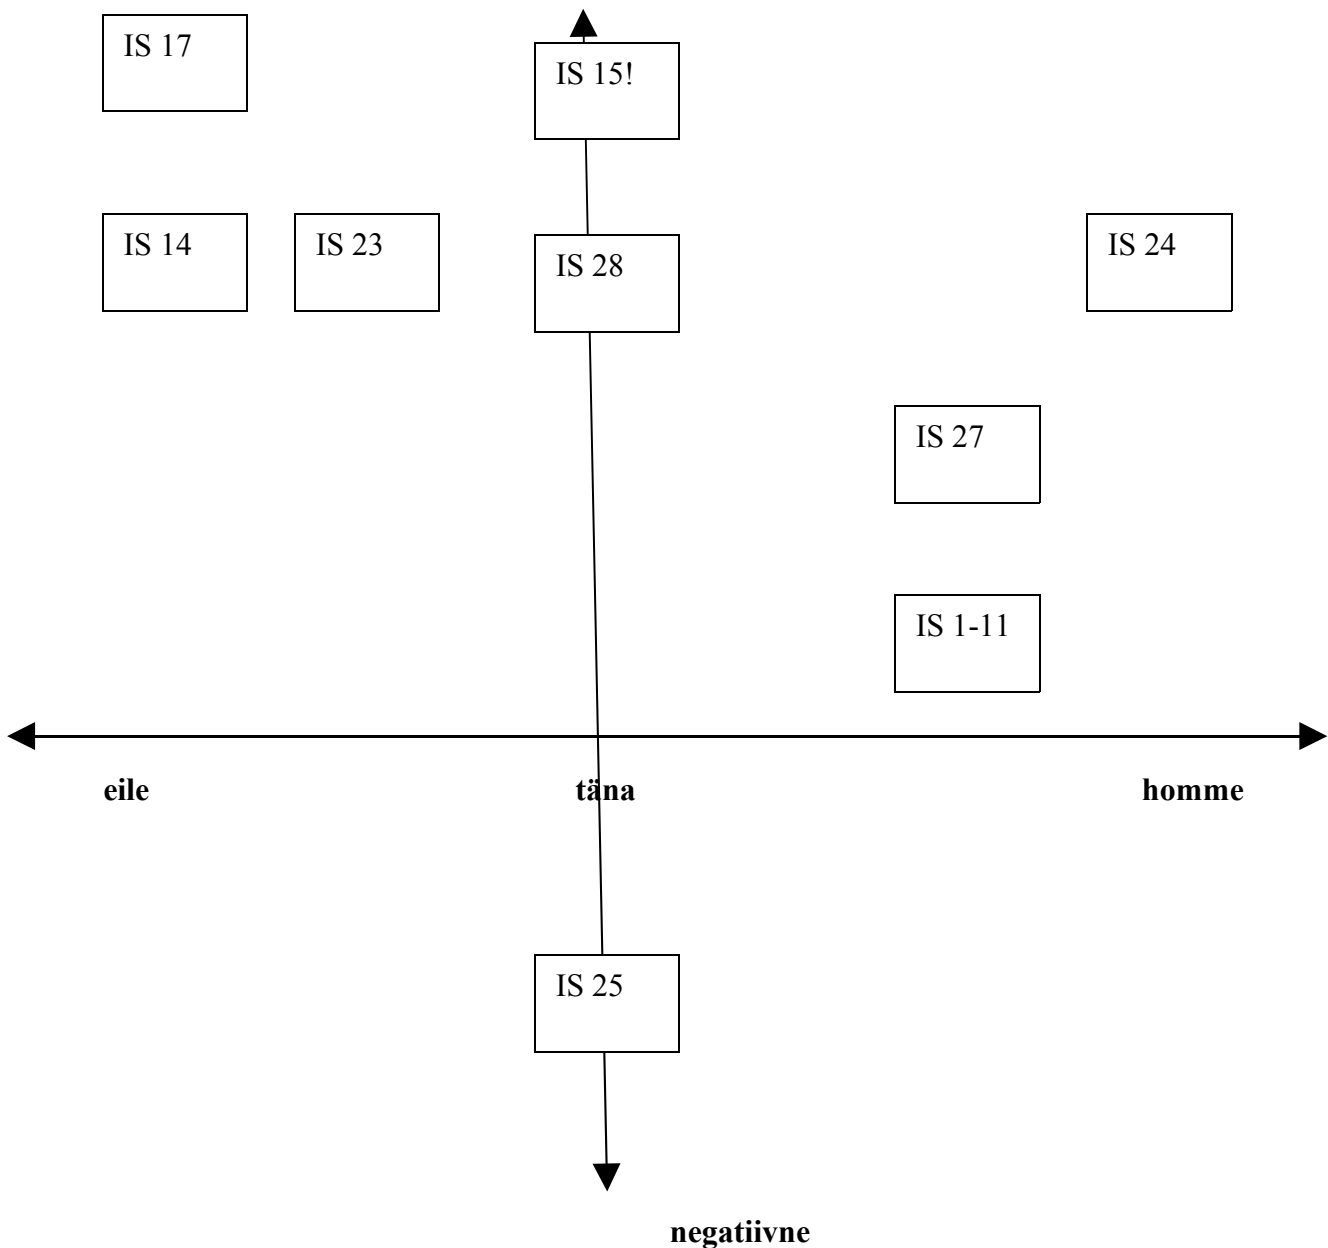 IS 17
IS 15!
IS 14
IS 23
IS 28
IS 24
IS 27
IS 1-11
eile
täna
homme
IS 25
negatiivne